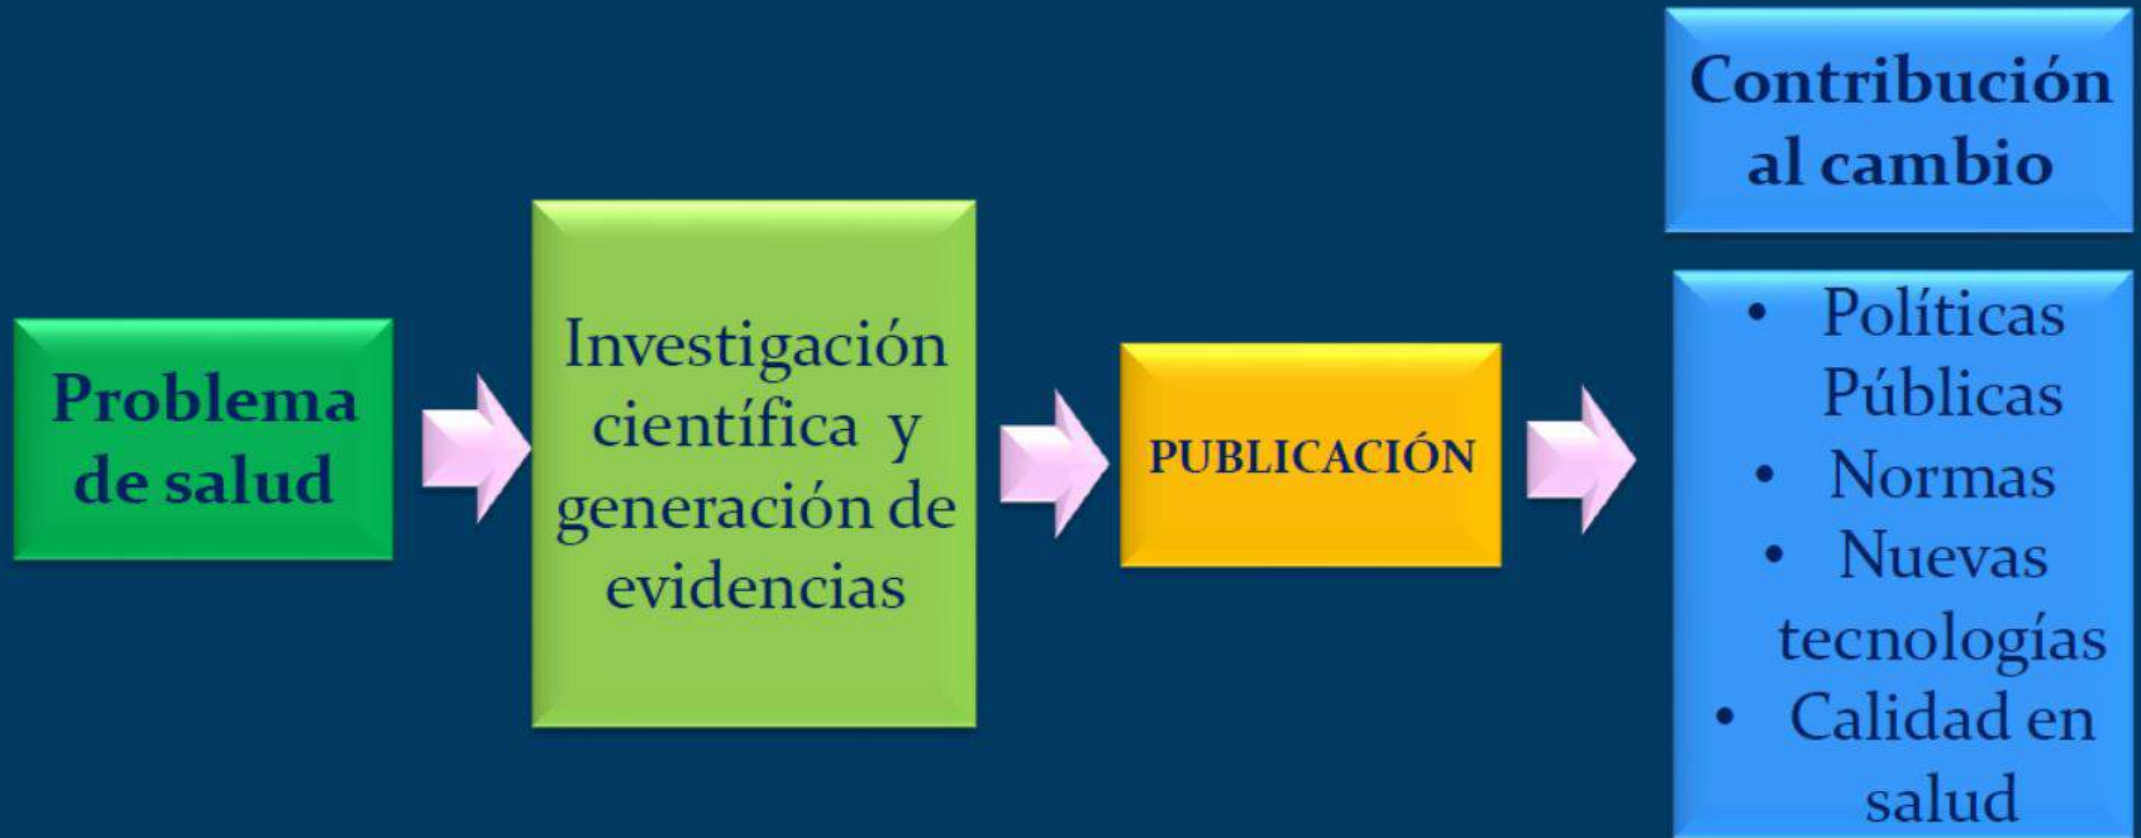 Problema
de salud
Investigación
científica y
generación de
evidencias
PUBLICACIÓN
Contribución
al cambio
• Políticas
Públicas
• Normas
• Nuevas
tecnologías
• Calidad en
salud